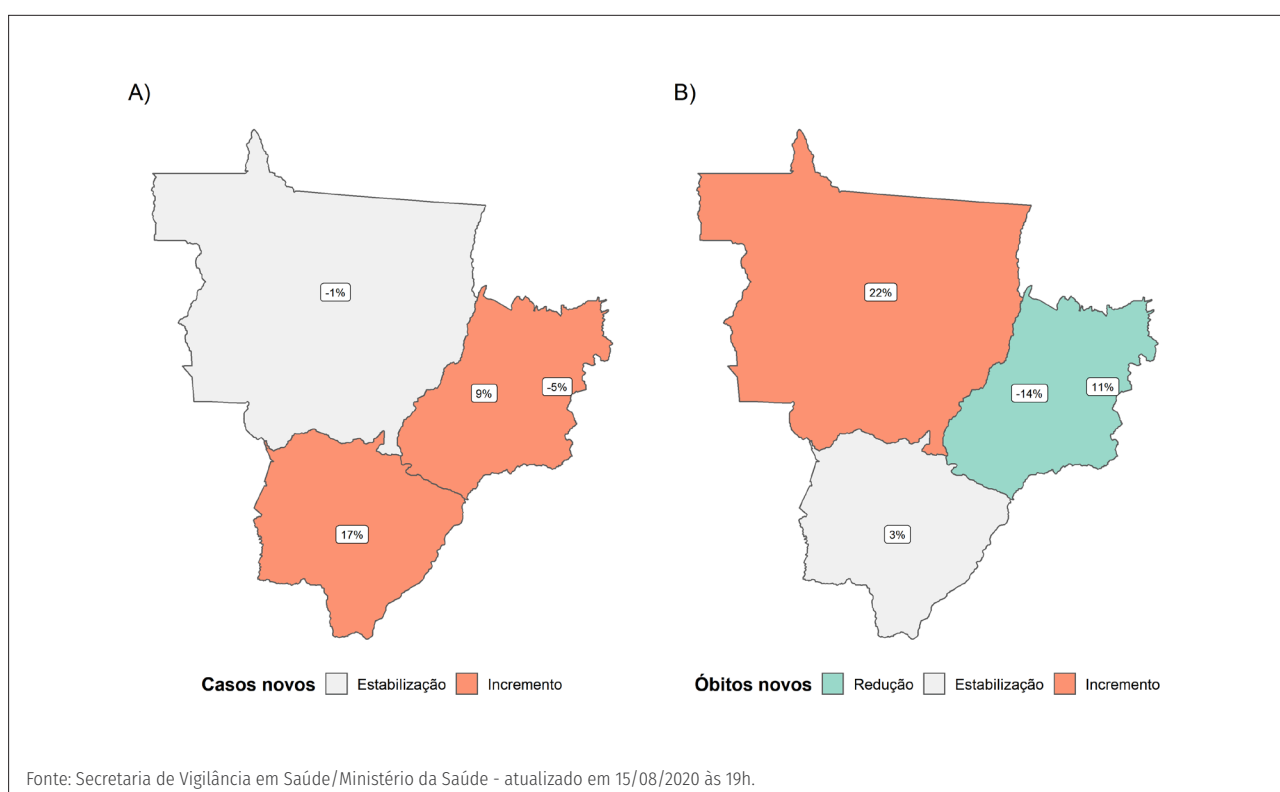 A)
B)
-1%
9%
-5%
17%
22%
-14%
11%
3%
Casos novos Estabilização Incremento
Óbitos novos Redução Estabilização Incremento
Fonte: Secretaria de Vigilância em Saúde/Ministério da Saúde - atualizado em 15/08/2020 às 19h.